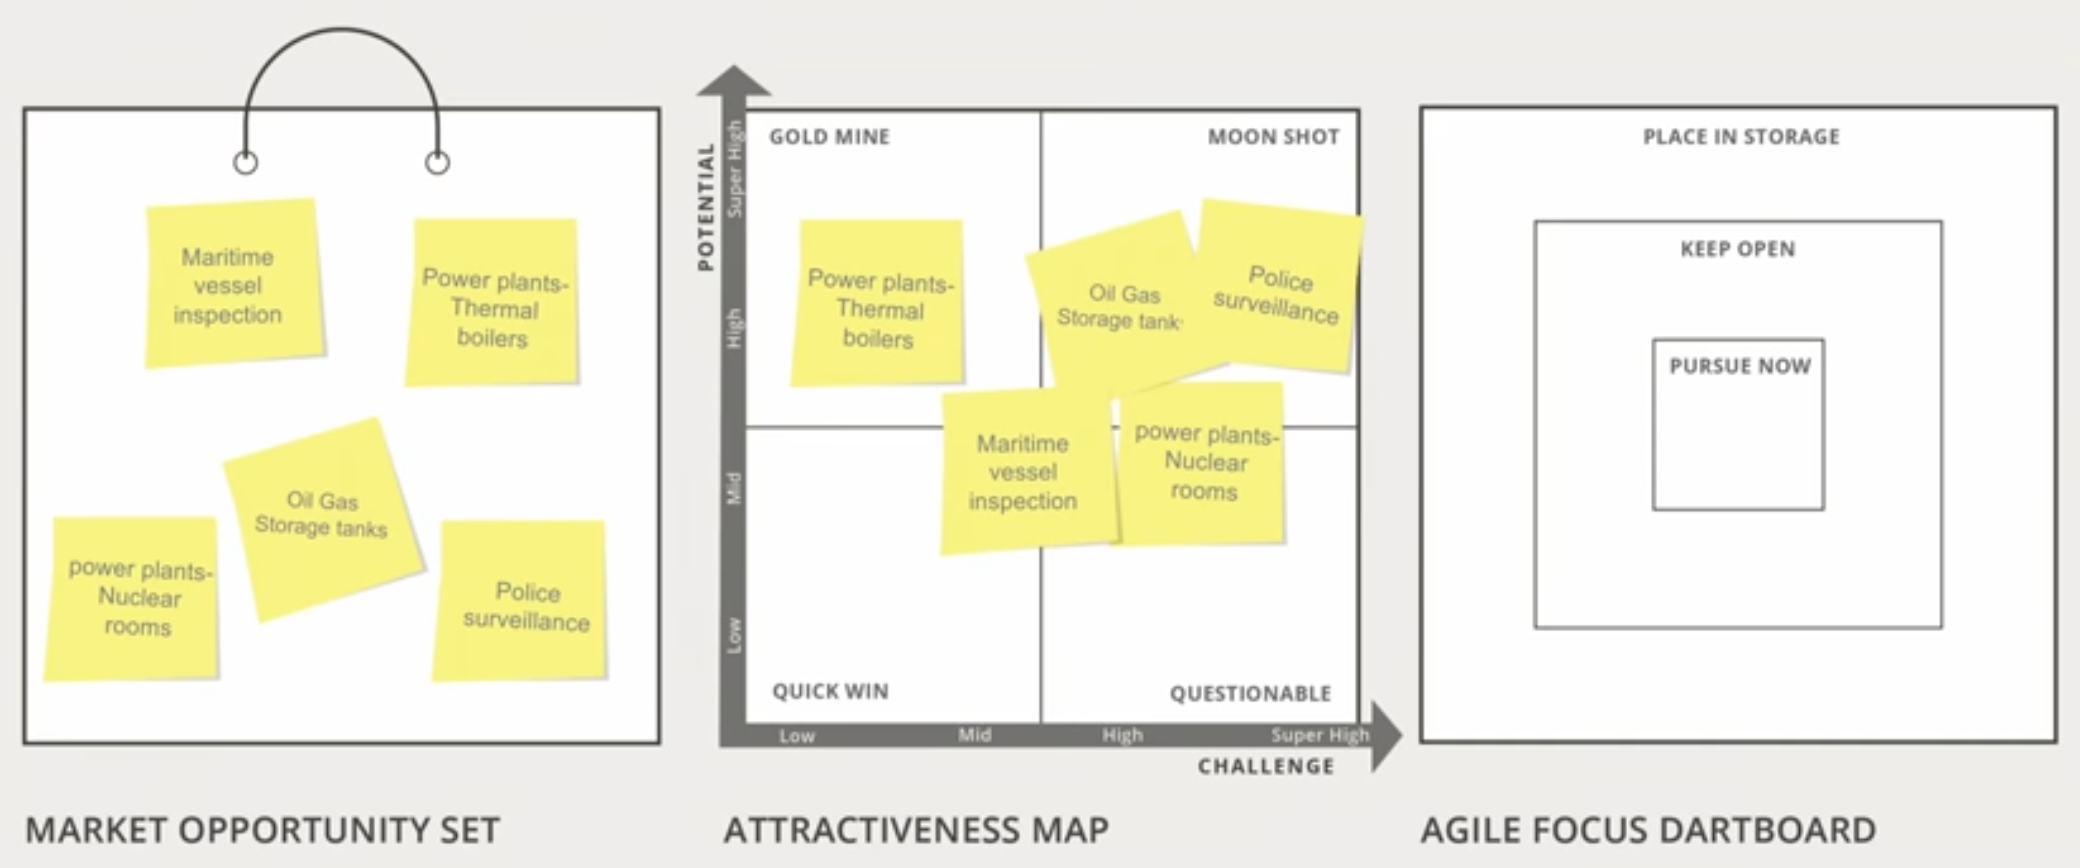 Maritime
vessel
inspection
Power plants-
Thermal
boilers
Oil Gas
Storage tanks
power plants-
Nuclear
rooms
Police
surveillance
MARKET OPPORTUNITY SET
POTENTIAL
Super High
High
Mid
Low
GOLD MINE
MOON SHOT
Power plants-
Thermal
boilers
Oil Gas
Storage tank
Police
surveillance
Maritime
vessel
inspection
power plants-
Nuclear
rooms
QUICK WIN
QUESTIONABLE
Low
Mid
High
Super High
CHALLENGE
ATTRACTIVENESS MAP
PLACE IN STORAGE
KEEP OPEN
PURSUE NOW
AGILE FOCUS DARTBOARD